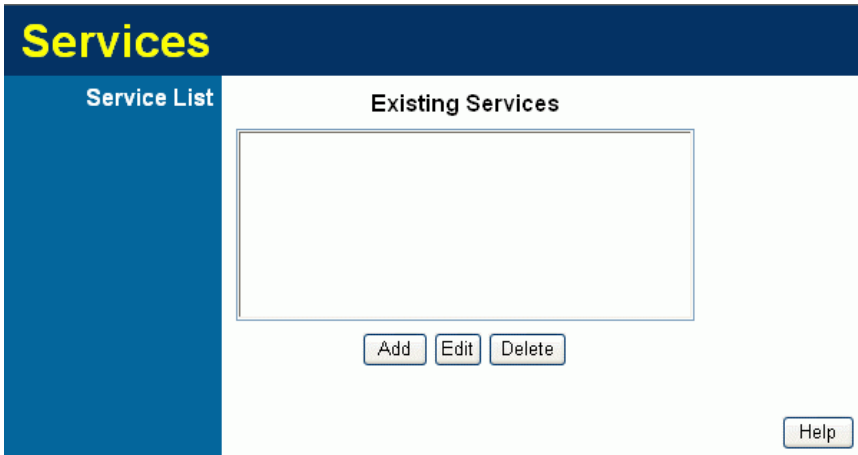 Services
Service List
Existing Services
Add Edit Delete
Help